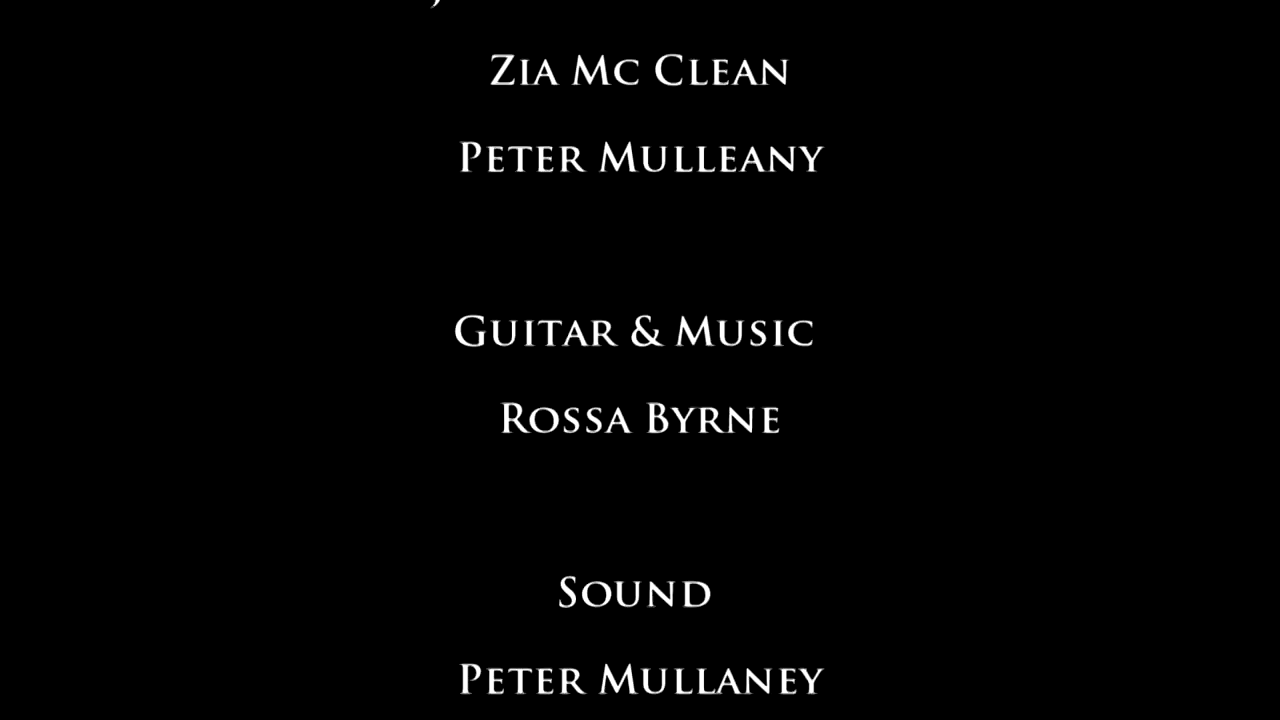 Zia Mc Clean
Peter Mulleany
Guitar & Music
Rossa Byrne
Sound
Peter Mullaney